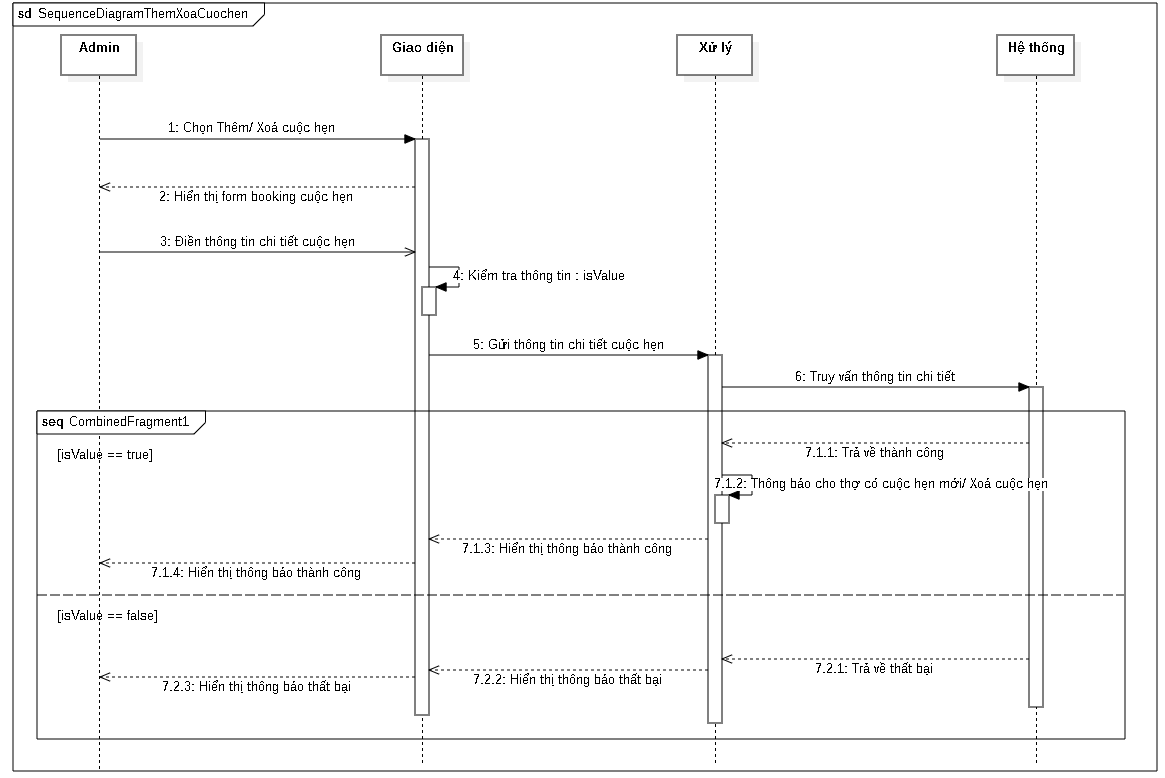 sd SequenceDiagramThemXoaCuochen
Admin
Giao diện
Xử lý
Hệ thống
1: Chọn Thêm/ Xoá cuộc hẹn
2: Hiển thị form booking cuộc hẹn
3: Điền thông tin chi tiết cuộc hẹn
4: Kiểm tra thông tin : isValue
5: Gửi thông tin chi tiết cuộc hẹn
6: Truy vấn thông tin chi tiết
seq CombinedFragment1
[isValue == true]
7.1.1: Trả về thành công
7.1.2: Thông báo cho thợ có cuộc hẹn mới/ Xoá cuộc hẹn
7.1.3: Hiển thị thông báo thành công
7.1.4: Hiển thị thông báo thành công
[isValue == false]
7.2.1: Trả về thất bại
7.2.2: Hiển thị thông báo thất bại
7.2.3: Hiển thị thông báo thất bại